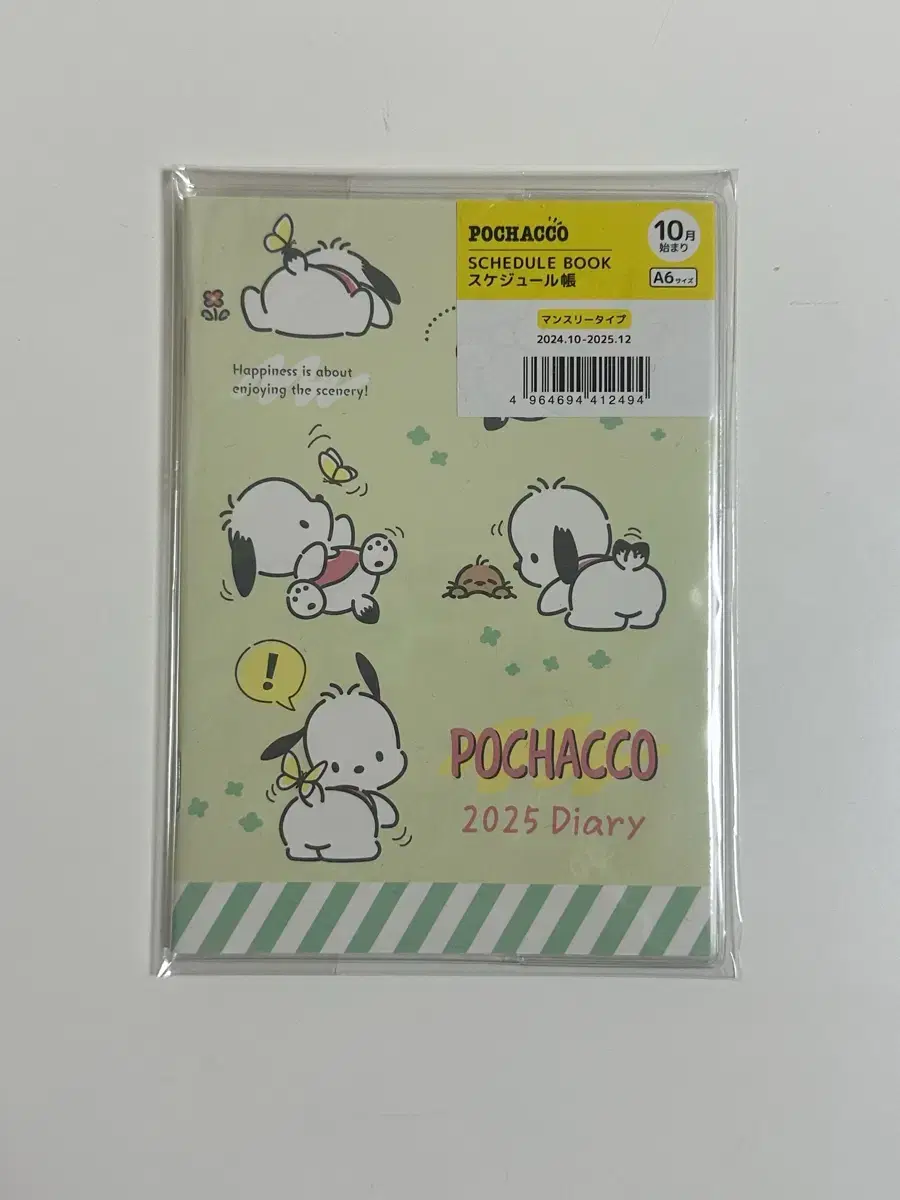 POCHACCO
SCHEDULE BOOK
スケジュール帳
10月
始まり
A6サイズ
マンスリータイプ
2024.10-2025.12
4 964694 412494
Happiness is about
enjoying the scenery!
!
POCHACCO
2025 Diary